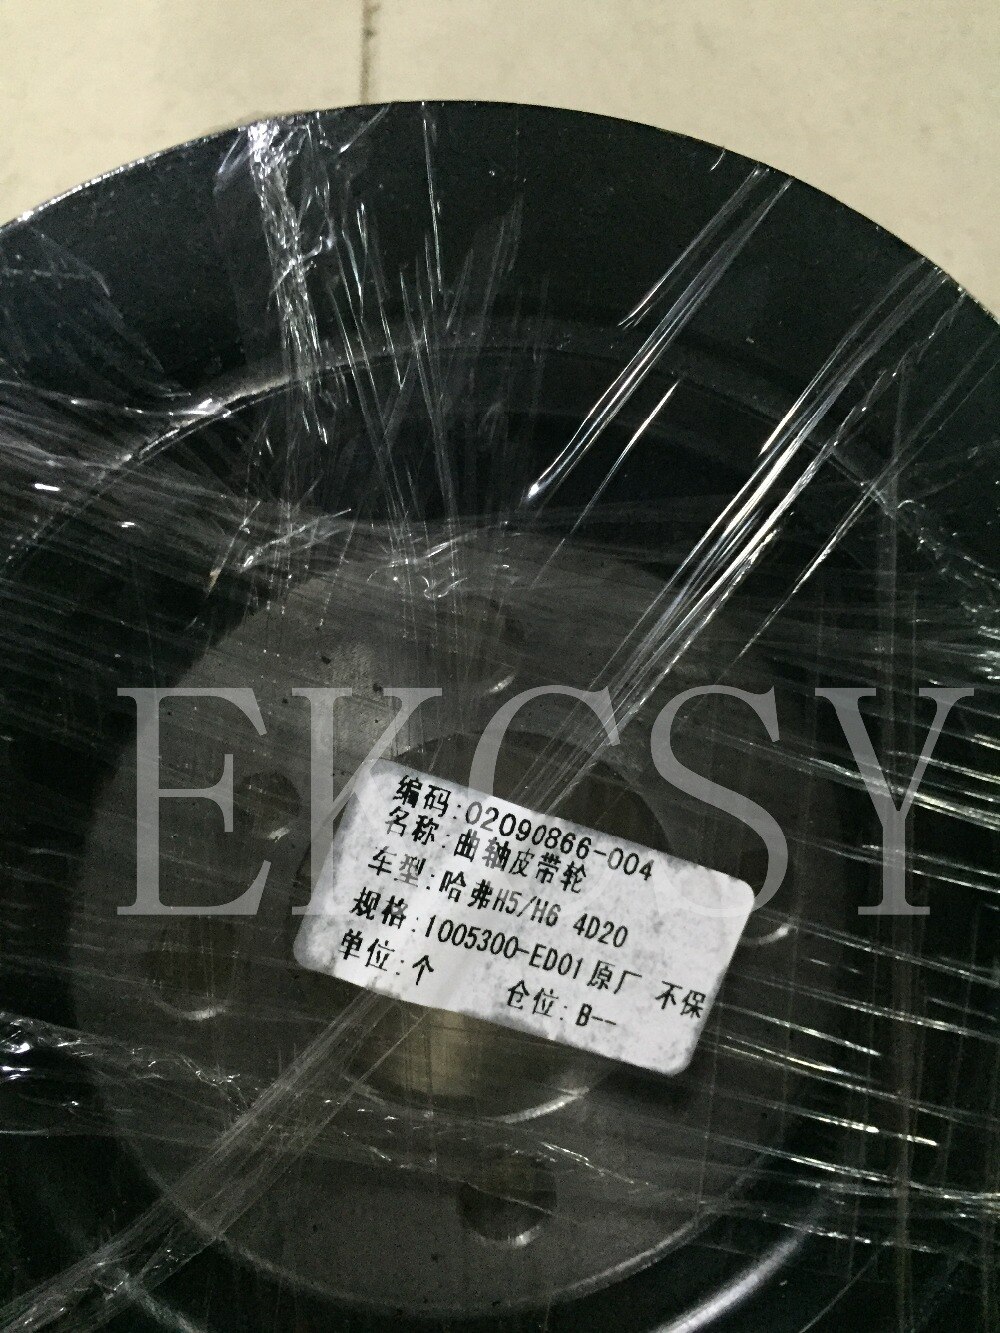 EKCSY
编码:02090866-004
名称:曲轴皮带轮
车型:哈弗H5/H6 4D20
规格:1005300-ED01原厂 不保
单位:个 仓位:B--